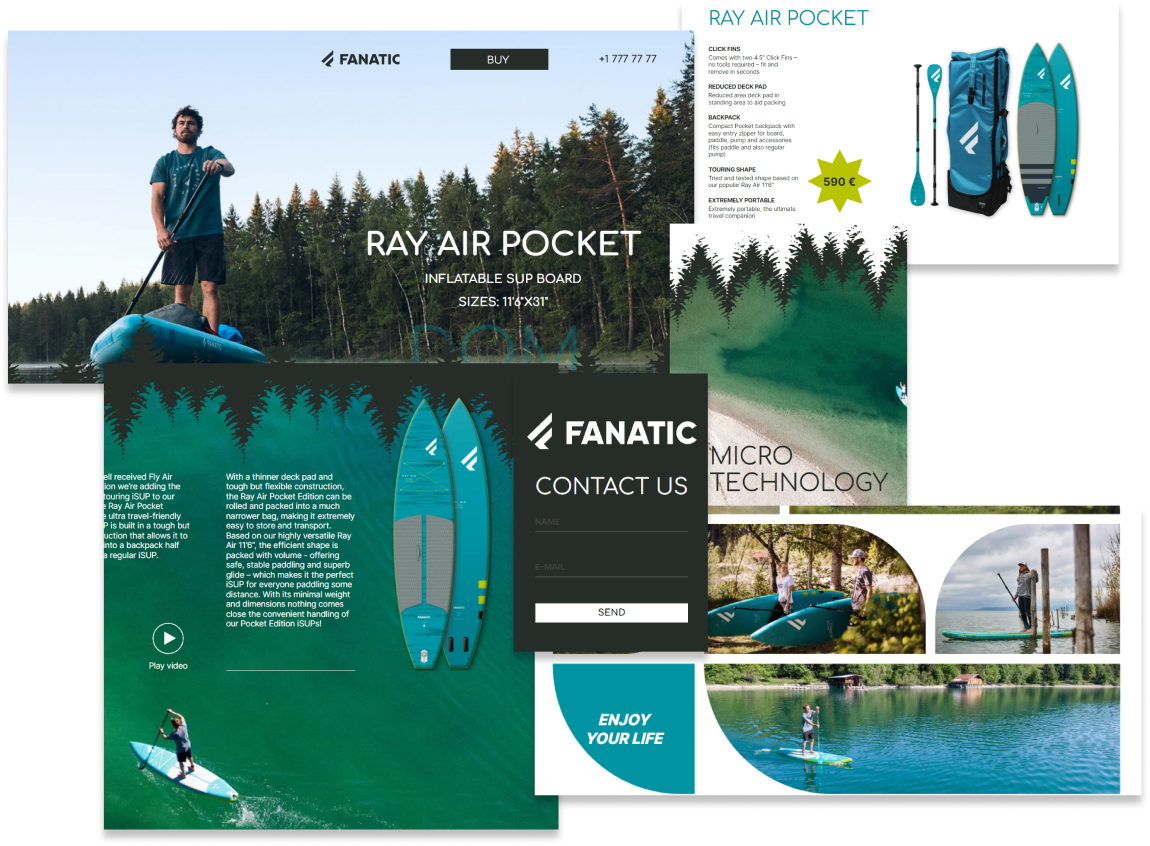 FANATIC
BUY
+1 777 77 77
RAY AIR POCKET
INFLATABLE SUP BOARD
SIZES: 11'6"X31"
RAY AIR POCKET
CLICK FINS
Comes with two 4.5" Click Fins –
no tools required – fit and
remove in seconds
REDUCED DECK PAD
Reduced area deck pad in
standing area to aid packing
BACKPACK
Compact Pocket backpack with
easy entry zipper for board,
paddle, pump and accessories
(fits paddle and also regular
pump)
TOURING SHAPE
Tried and tested shape based on
our popular Ray Air 11'6"
EXTREMELY PORTABLE
Extremely portable, the ultimate
travel companion
590 €
MICRO
TECHNOLOGY
ell received Fly Air
ion we're adding the
touring iSUP to our
e Ray Air Pocket
e ultra travel-friendly
P is built in a tough but
uction that allows it to
into a backpack half
a regular iSUP.
Play video
With a thinner deck pad and
tough but flexible construction,
the Ray Air Pocket Edition can be
rolled and packed into a much
narrower bag, making it extremely
easy to store and transport.
Based on our highly versatile Ray
Air 11'6", the efficient shape is
packed with volume - offering
safe, stable paddling and superb
glide – which makes it the perfect
iSUP for everyone paddling some
distance. With its minimal weight
and dimensions nothing comes
close the convenient handling of
our Pocket Edition iSUPs!
FANATIC
CONTACT US
NAME
E-MAIL
SEND
ENJOY
YOUR LIFE